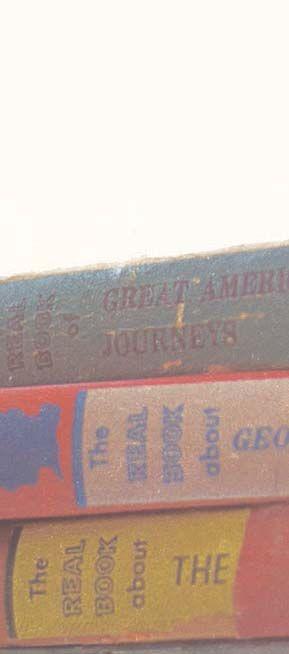 REAL
BOOK
of
GREAT AMERI
JOURNEYS
The
REAL
BOOK
about
GEO
The
REAL
BOOK
about
THE